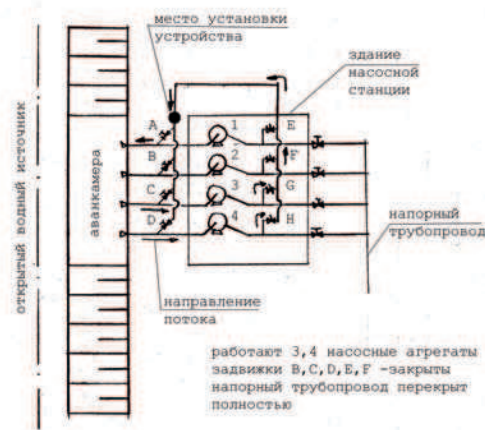 место установки
устройства
здание
насосной
станции
A
1
E
B
2
F
C
3
G
D
4
H
открытый водный источник
аванкамера
напорный
трубопровод
направление
потока
работают 3,4 насосные агрегаты
задвижки B,C,D,E,F -закрыты
напорный трубопровод перекрыт
полностью